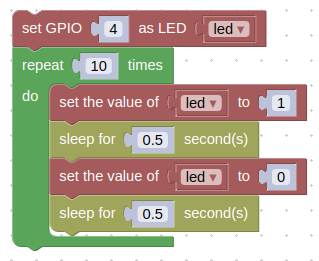 set GPIO 4 as LED led
repeat 10 times
do
set the value of led to 1
sleep for 0.5 second(s)
set the value of led to 0
sleep for 0.5 second(s)